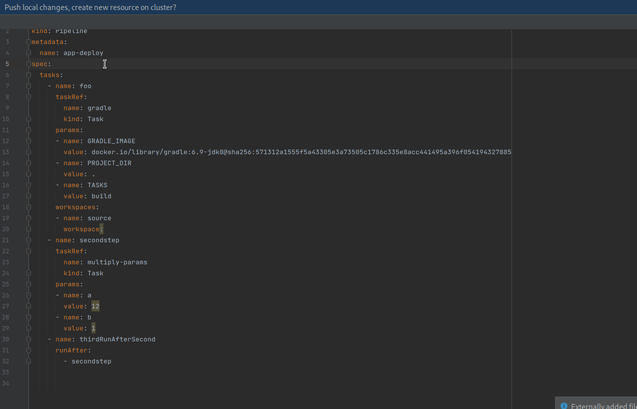 Push local changes, create new resource on cluster?
2 kind: Pipeline
3 metadata:
4 name: app-deploy
5 spec:
6 tasks:
7 - name: foo
8 taskRef:
9 name: gradle
10 kind: Task
11 params:
12 - name: GRADLE_IMAGE
13 value: docker.io/library/gradle:6.9-jdk8@sha256:571312a1555f5a43305e3a73505c1786c335e8acc441495a396f054194327885
14 - name: PROJECT_DIR
15 value: .
16 - name: TASKS
17 value: build
18 workspaces:
19 - name: source
20 workspace:
21 - name: secondstep
22 taskRef:
23 name: multiply-params
24 kind: Task
25 params:
26 - name: a
27 value: 12
28 - name: b
29 value: 1
30 - name: thirdRunAfterSecond
31 runAfter:
32 - secondstep
33
34
Externally added fil